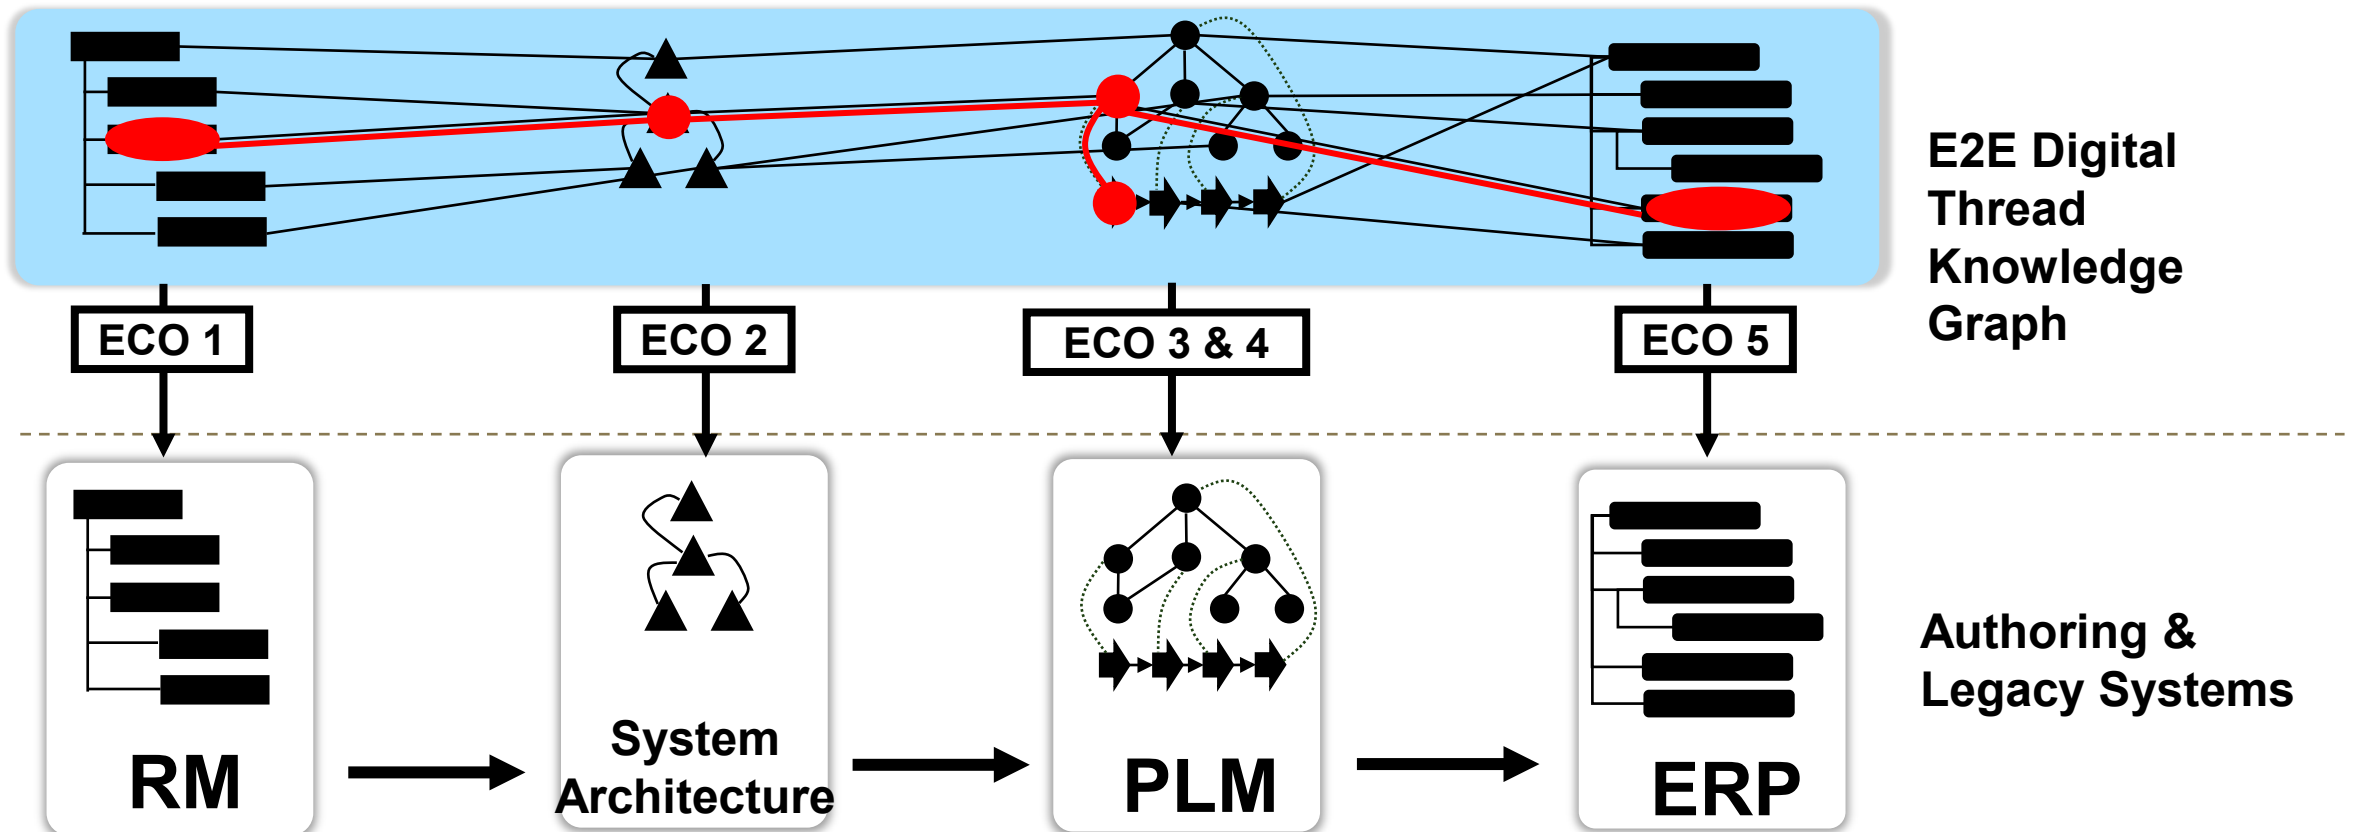 E2E Digital
Thread
Knowledge
Graph
ECO 1
ECO 2
ECO 3 & 4
ECO 5
Authoring &
Legacy Systems
RM
System
Architecture
PLM
ERP